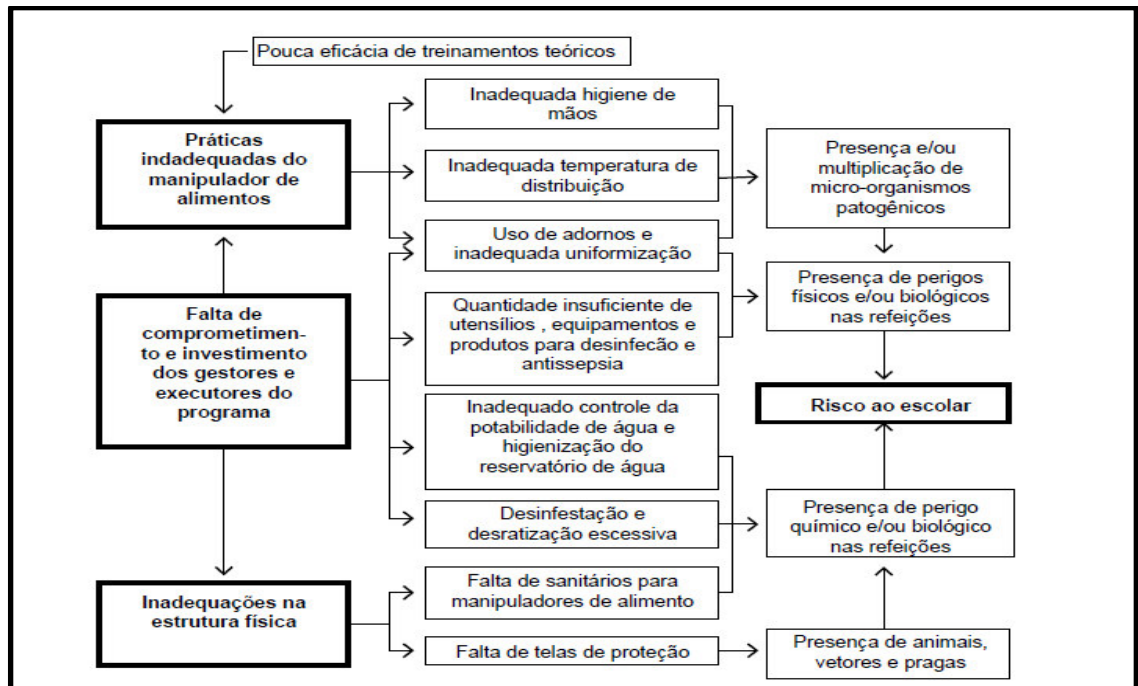 Pouca eficácia de treinamentos teóricos
Práticas
indadequadas do
manipulador de
alimentos
Falta de
comprometimen-
to e investimento
dos gestores e
executores do
programa
Inadequações na
estrutura física
Inadequada higiene de
mãos
Inadequada temperatura de
distribuição
Uso de adornos e
inadequada uniformização
Quantidade insuficiente de
utensílios , equipamentos e
produtos para desinfecão e
antissepsia
Inadequado controle da
potabilidade de água e
higienização do
reservatório de água
Desinfestação e
desratização escessiva
Falta de sanitários para
manipuladores de alimento
Falta de telas de proteção
Presença e/ou
multiplicação de
micro-organismos
patogênicos
Presença de perigos
físicos e/ou biológicos
nas refeições
Risco ao escolar
Presença de perigo
químico e/ou biológico
nas refeições
Presença de animais,
vetores e pragas